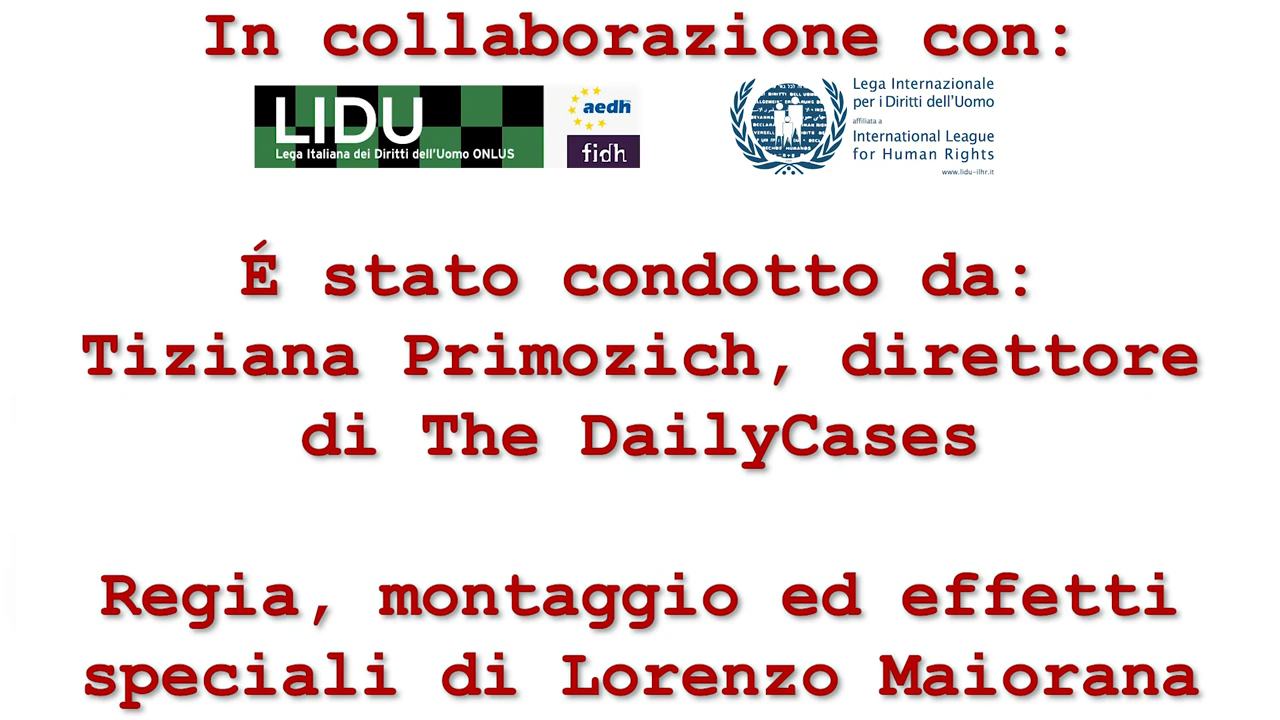 In collaborazione con:
LIDU
Lega Italiana dei Diritti dell'Uomo ONLUS
aedh
fidh
Lega Internazionale
per i Diritti dell'Uomo
affiliata a
International League
for Human Rights
www.lidu-ilhr.it
É stato condotto da:
Tiziana Primozich, direttore
di The DailyCases
Regia, montaggio ed effetti
speciali di Lorenzo Maiorana